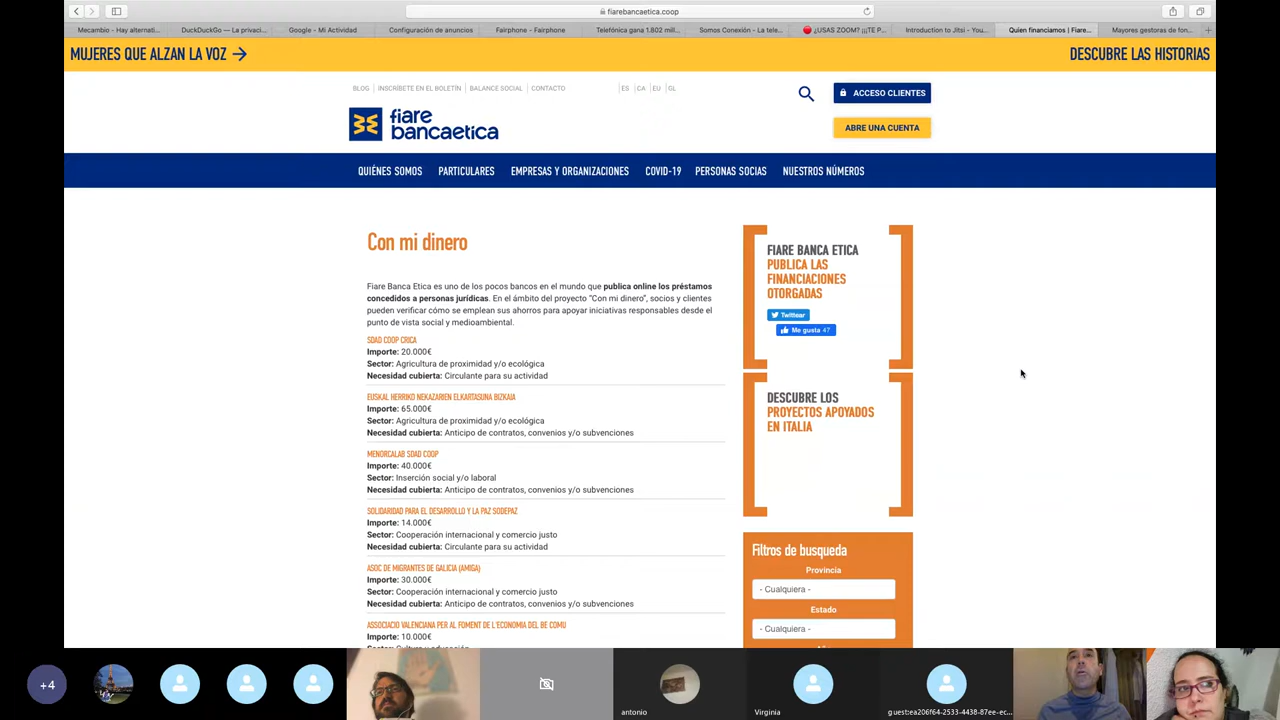 fiarebancaetica.coop
Mecambio - Hay alternati...
DuckDuckGo — La privaci...
Google - Mi Actividad
Configuración de anuncios
Fairphone - Fairphone
Telefónica gana 1.802 mill...
Somos Conexión - La tele...
¿USAS ZOOM? ¡¡¡TE P...
Introduction to Jitsi - You...
Quien financiamos | Fiare...
Mayores gestoras de fon...
MUJERES QUE ALZAN LA VOZ →
DESCUBRE LAS HISTORIAS
BLOG
INSCRÍBETE EN EL BOLETÍN
BALANCE SOCIAL
CONTACTO
ES
CA
EU
GL
ACCESO CLIENTES
fiare
bancaetica
ABRE UNA CUENTA
QUIÉNES SOMOS
PARTICULARES
EMPRESAS Y ORGANIZACIONES
COVID-19
PERSONAS SOCIAS
NUESTROS NÚMEROS
Con mi dinero
Fiare Banca Etica es uno de los pocos bancos en el mundo que publica online los préstamos
concedidos a personas jurídicas. En el ámbito del proyecto "Con mi dinero", socios y clientes
pueden verificar cómo se emplean sus ahorros para apoyar iniciativas responsables desde el
punto de vista social y medioambiental.
SDAD COOP CRICA
Importe: 20.000€
Sector: Agricultura de proximidad y/o ecológica
Necesidad cubierta: Circulante para su actividad
EUSKAL HERRIKO NEKAZARIEN ELKARTASUNA BIZKAIA
Importe: 65.000€
Sector: Agricultura de proximidad y/o ecológica
Necesidad cubierta: Anticipo de contratos, convenios y/o subvenciones
MENORCALAB SDAD COOP
Importe: 40.000€
Sector: Inserción social y/o laboral
Necesidad cubierta: Anticipo de contratos, convenios y/o subvenciones
SOLIDARIDAD PARA EL DESARROLLO Y LA PAZ SODEPAZ
Importe: 14.000€
Sector: Cooperación internacional y comercio justo
Necesidad cubierta: Circulante para su actividad
ASOC DE MIGRANTES DE GALICIA (AMIGA)
Importe: 30.000€
Sector: Cooperación internacional y comercio justo
Necesidad cubierta: Anticipo de contratos, convenios y/o subvenciones
ASSOCIACIO VALENCIANA PER AL FOMENT DE L'ECONOMIA DEL BE COMU
Importe: 10.000€
FIARE BANCA ETICA
PUBLICA LAS
FINANCIACIONES
OTORGADAS
Twittear
Me gusta 47
DESCUBRE LOS
PROYECTOS APOYADOS
EN ITALIA
Filtros de busqueda
Provincia
- Cualquiera -
Estado
- Cualquiera -
+4
antonio
Virginia
guest:ea206f64-2533-4438-87ee-ec...